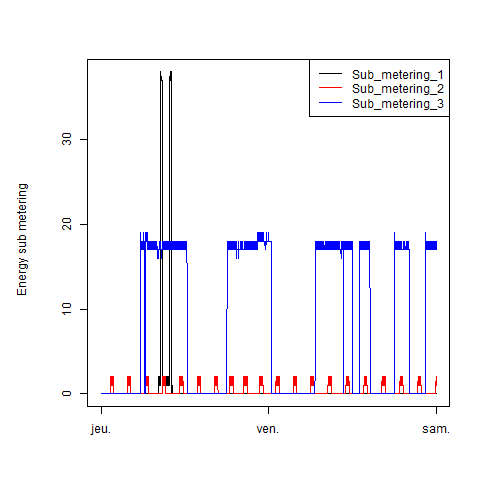 Sub_metering_1
Sub_metering_2
Sub_metering_3
Energy sub metering
30
20
10
0
jeu.
ven.
sam.